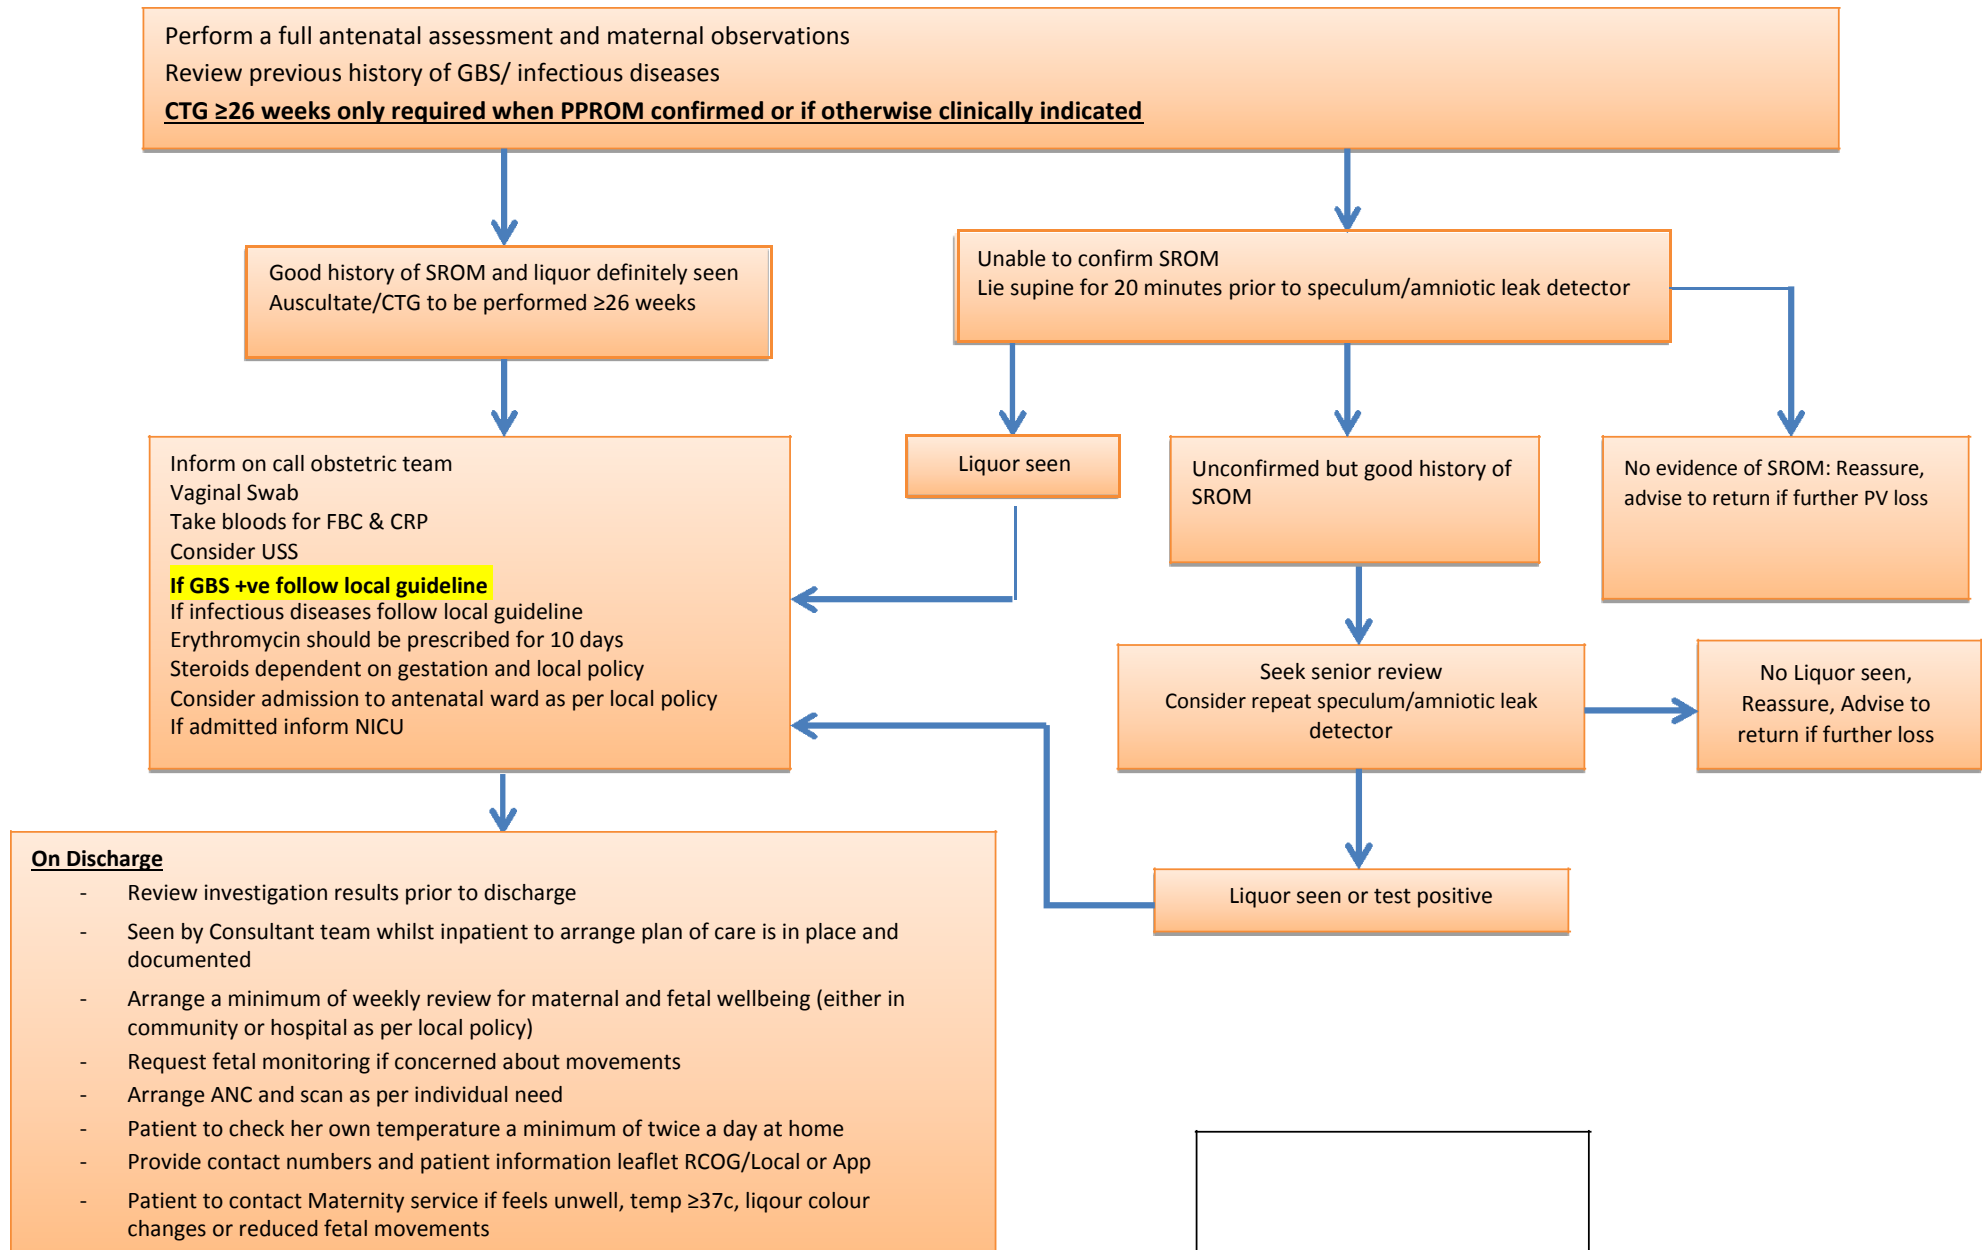 Perform a full antenatal assessment and maternal observations
Review previous history of GBS/ infectious diseases
CTG ≥26 weeks only required when PPROM confirmed or if otherwise clinically indicated
Good history of SROM and liquor definitely seen
Auscultate/CTG to be performed ≥26 weeks
Unable to confirm SROM
Lie supine for 20 minutes prior to speculum/amniotic leak detector
Inform on call obstetric team
Vaginal Swab
Take bloods for FBC & CRP
Consider USS
If GBS +ve follow local guideline
If infectious diseases follow local guideline
Erythromycin should be prescribed for 10 days
Steroids dependent on gestation and local policy
Consider admission to antenatal ward as per local policy
If admitted inform NICU
Liquor seen
Unconfirmed but good history of
SROM
No evidence of SROM: Reassure,
advise to return if further PV loss
Seek senior review
Consider repeat speculum/amniotic leak
detector
No Liquor seen,
Reassure, Advise to
return if further loss
Liquor seen or test positive
On Discharge
- Review investigation results prior to discharge
- Seen by Consultant team whilst inpatient to arrange plan of care is in place and
documented
- Arrange a minimum of weekly review for maternal and fetal wellbeing (either in
community or hospital as per local policy)
- Request fetal monitoring if concerned about movements
- Arrange ANC and scan as per individual need
- Patient to check her own temperature a minimum of twice a day at home
- Provide contact numbers and patient information leaflet RCOG/Local or App
- Patient to contact Maternity service if feels unwell, temp ≥37c, liqour colour
changes or reduced fetal movements